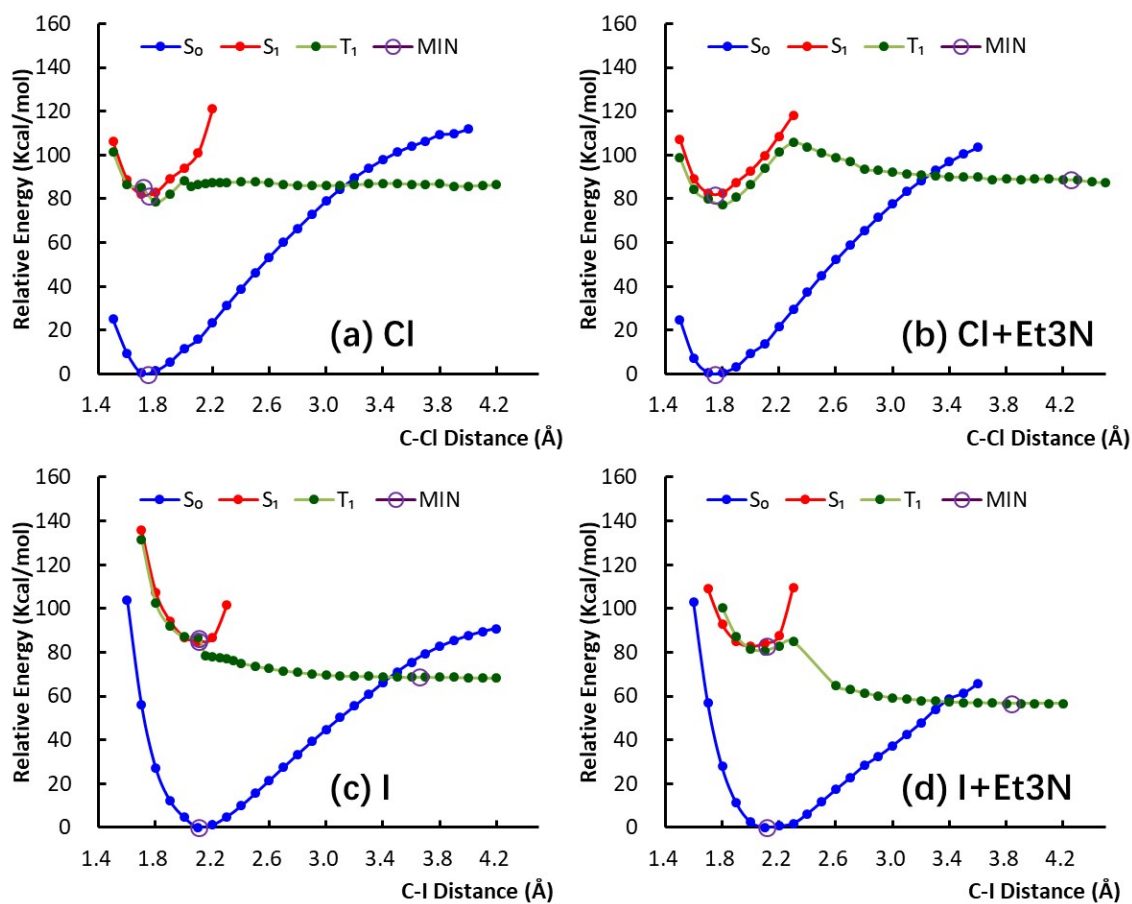 S₀ S₁ T₁ MIN
Relative Energy (Kcal/mol)
160
140
120
100
80
60
40
20
0
1.4 1.8 2.2 2.6 3.0 3.4 3.8 4.2
C-Cl Distance (Å)
(a) Cl
S₀ S₁ T₁ MIN
Relative Energy (Kcal/mol)
160
140
120
100
80
60
40
20
0
1.4 1.8 2.2 2.6 3.0 3.4 3.8 4.2
C-Cl Distance (Å)
(b) Cl+Et3N
S₀ S₁ T₁ MIN
Relative Energy (Kcal/mol)
160
140
120
100
80
60
40
20
0
1.4 1.8 2.2 2.6 3.0 3.4 3.8 4.2
C-I Distance (Å)
(c) I
S₀ S₁ T₁ MIN
Relative Energy (Kcal/mol)
160
140
120
100
80
60
40
20
0
1.4 1.8 2.2 2.6 3.0 3.4 3.8 4.2
C-I Distance (Å)
(d) I+Et3N